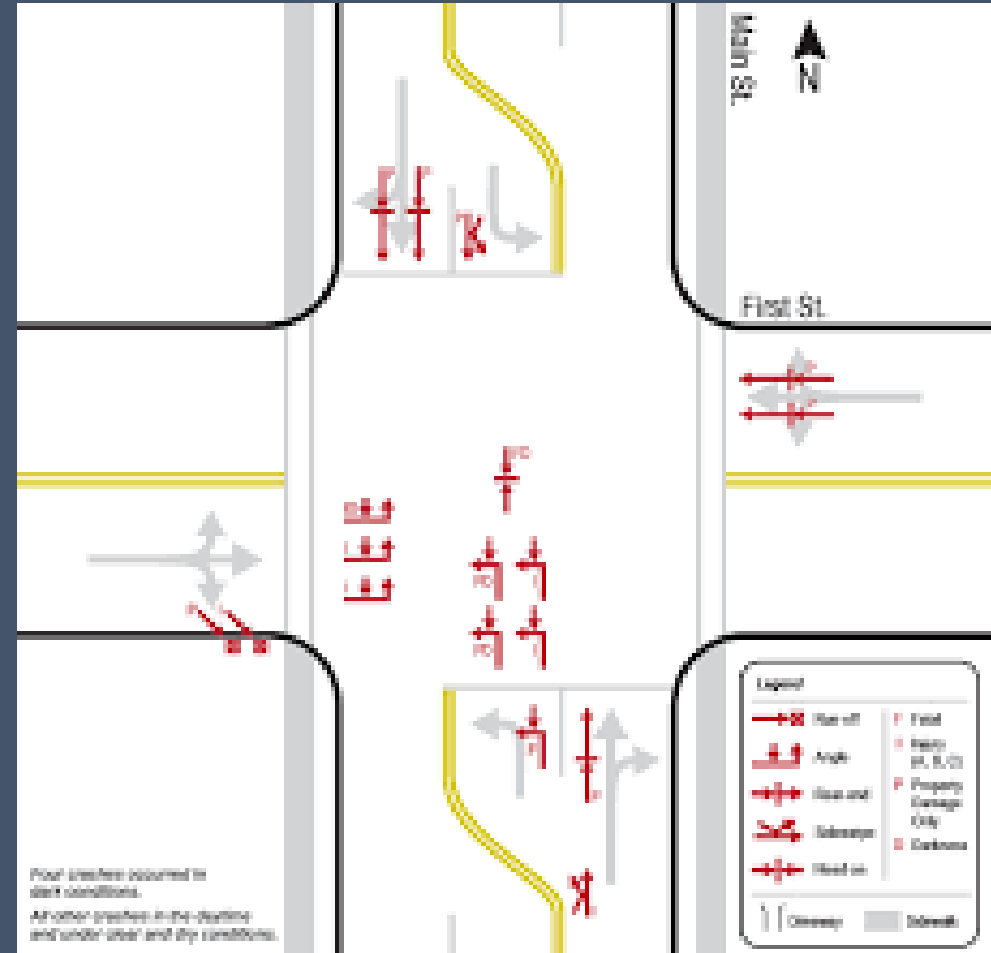 Main St.
N
First St.
Legend
Run off
Angle
Rear end
Sideswipe
Head on
F Fatal
I Injury
(A, B, C)
P Property
Damage
Only
D Darkness
Driveway
Sidewalk
Four crashes occurred in
dark conditions.
All other crashes in the daytime
and under clear and dry conditions.